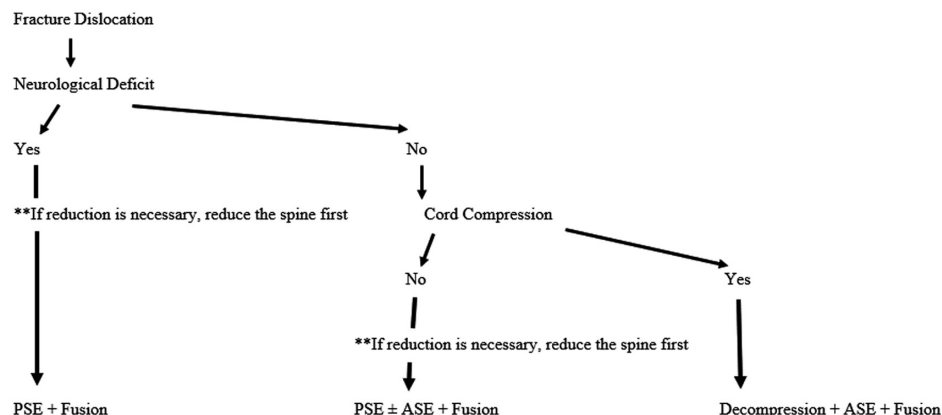 Fracture Dislocation
Neurological Deficit
Yes
No
**If reduction is necessary, reduce the spine first
Cord Compression
No
Yes
**If reduction is necessary, reduce the spine first
PSE + Fusion
PSE ± ASE + Fusion
Decompression + ASE + Fusion